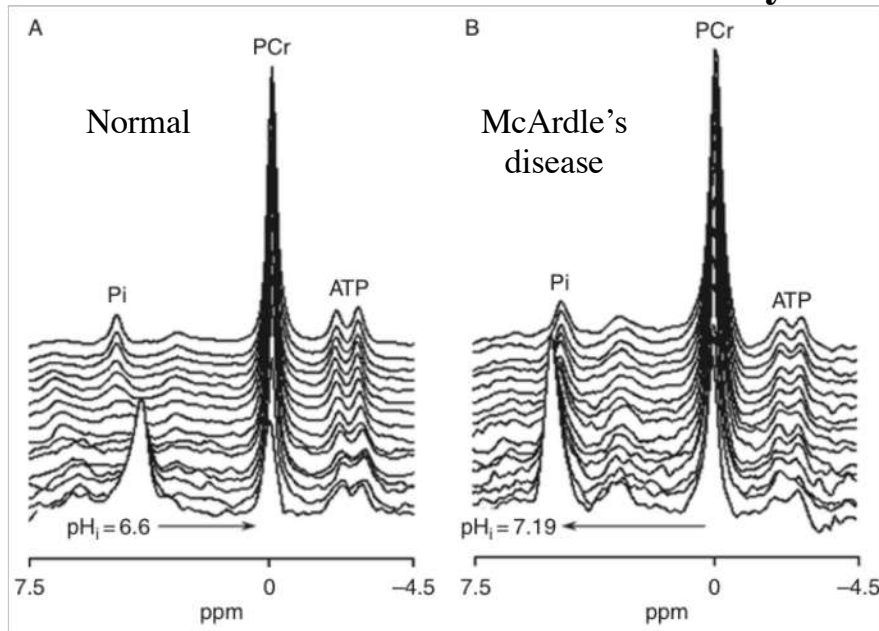 A
PCr
Normal
Pi
ATP
pHi = 6.6
7.5 0 −4.5
ppm
B
PCr
McArdle’s
disease
Pi
ATP
pHi = 7.19
7.5 0 −4.5
ppm